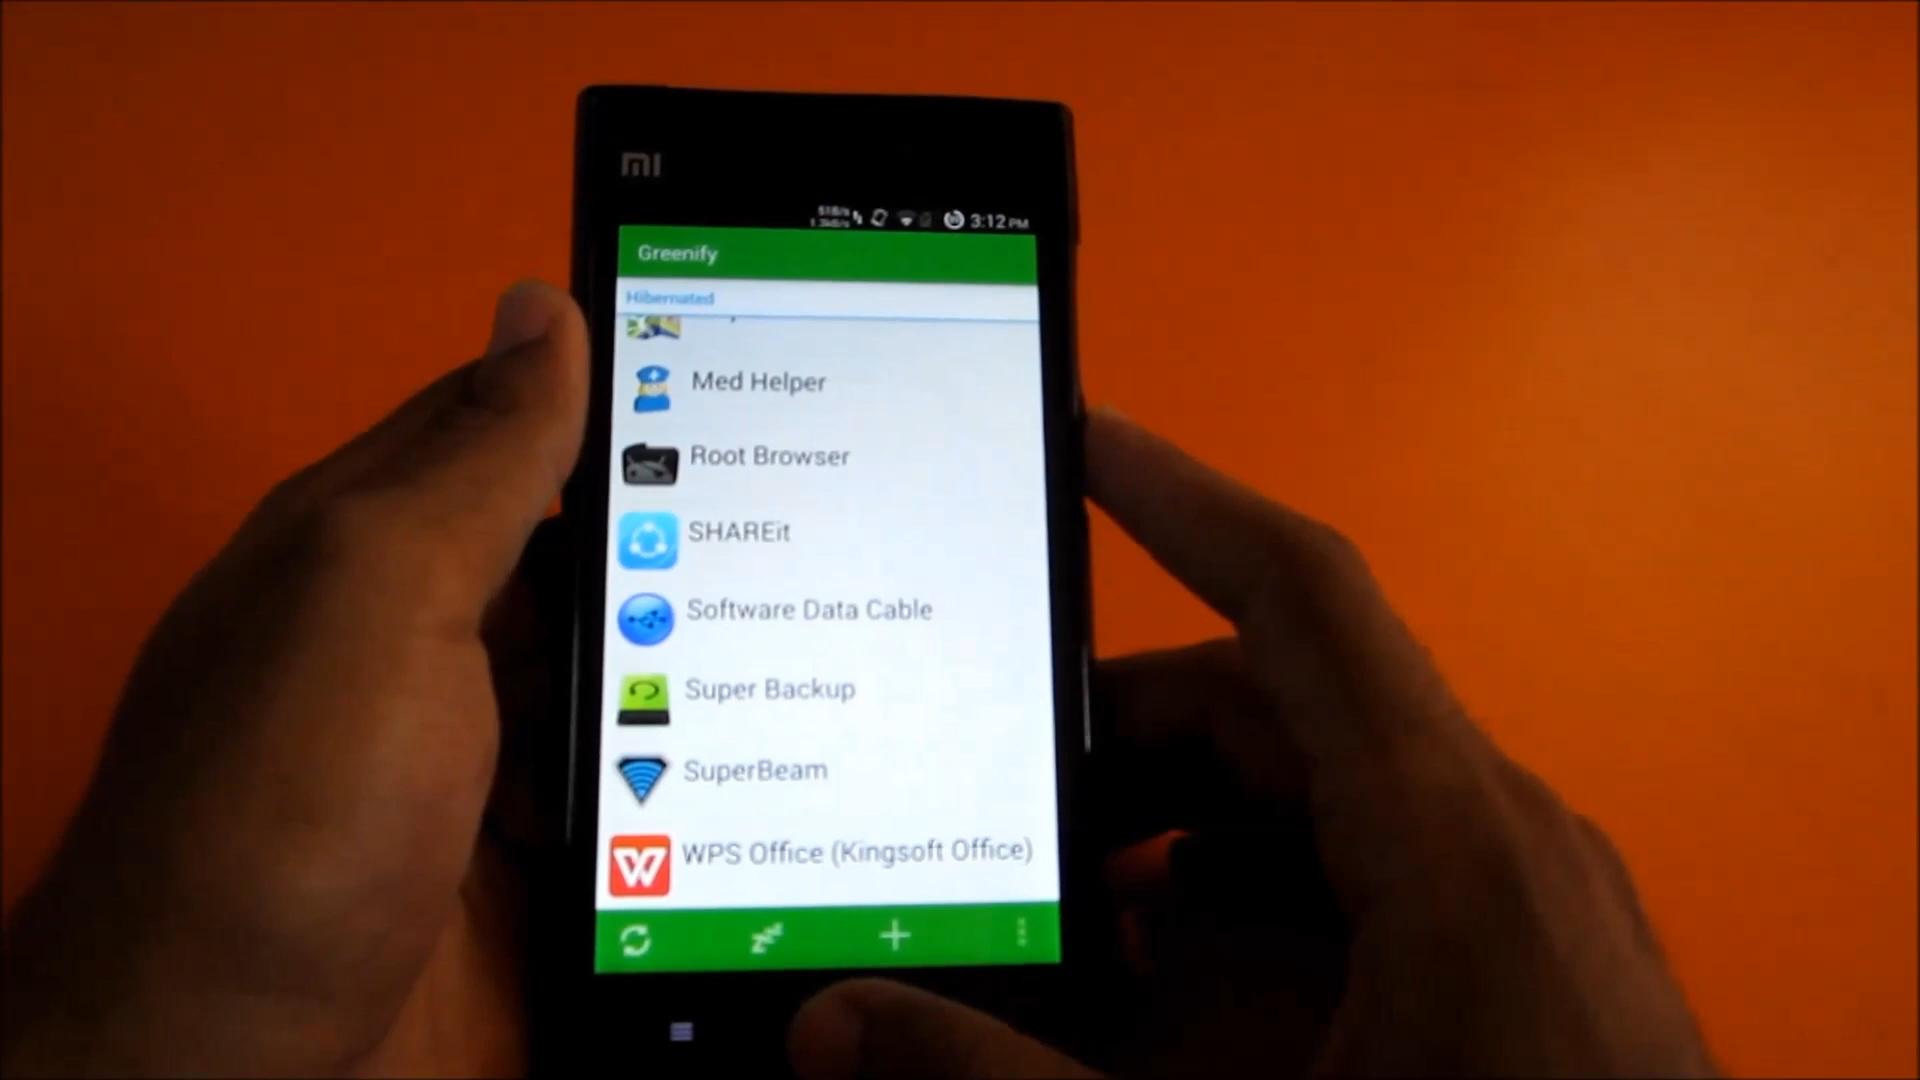 mi
3:12 PM
Greenify
Hibernated
Med Helper
Root Browser
SHAREit
Software Data Cable
Super Backup
SuperBeam
W WPS Office (Kingsoft Office)
zzz